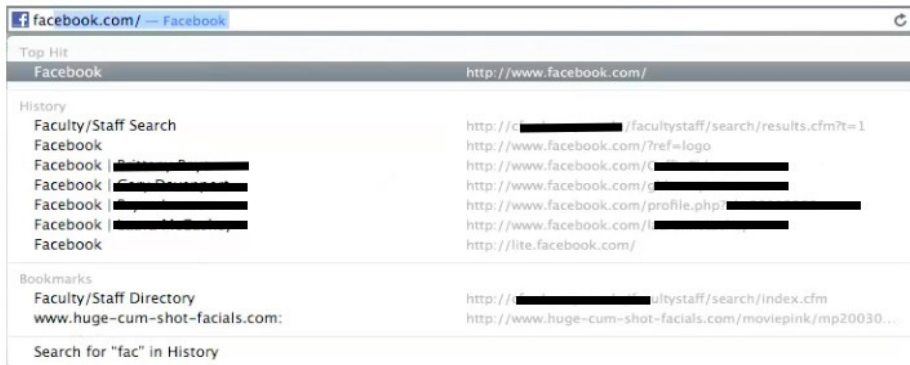 facebook.com/ — Facebook
Top Hit
Facebook http://www.facebook.com/
History
Faculty/Staff Search http://c /facultystaff/search/results.cfm?t=1
Facebook http://www.facebook.com/?ref=logo
Facebook | http://www.facebook.com/
Facebook | http://www.facebook.com/g
Facebook | http://www.facebook.com/profile.php?
Facebook | http://www.facebook.com/l
Facebook http://lite.facebook.com/
Bookmarks
Faculty/Staff Directory http://c ultystaff/search/index.cfm
www.huge-cum-shot-facials.com: http://www.huge-cum-shot-facials.com/moviepink/mp20030...
Search for "fac" in History